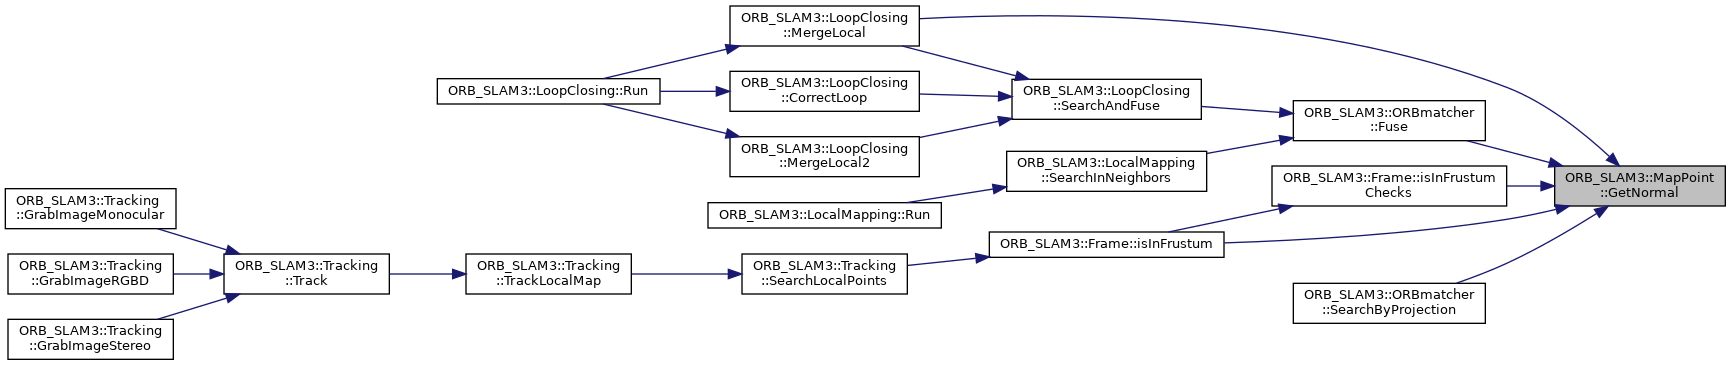 ORB_SLAM3::LoopClosing
::MergeLocal
ORB_SLAM3::LoopClosing::Run
ORB_SLAM3::LoopClosing
::CorrectLoop
ORB_SLAM3::LoopClosing
::SearchAndFuse
ORB_SLAM3::ORBmatcher
::Fuse
ORB_SLAM3::LoopClosing
::MergeLocal2
ORB_SLAM3::LocalMapping
::SearchInNeighbors
ORB_SLAM3::Frame::isInFrustum
Checks
ORB_SLAM3::MapPoint
::GetNormal
ORB_SLAM3::Tracking
::GrabImageMonocular
ORB_SLAM3::LocalMapping::Run
ORB_SLAM3::Frame::isInFrustum
ORB_SLAM3::Tracking
::GrabImageRGBD
ORB_SLAM3::Tracking
::Track
ORB_SLAM3::Tracking
::TrackLocalMap
ORB_SLAM3::Tracking
::SearchLocalPoints
ORB_SLAM3::ORBmatcher
::SearchByProjection
ORB_SLAM3::Tracking
::GrabImageStereo